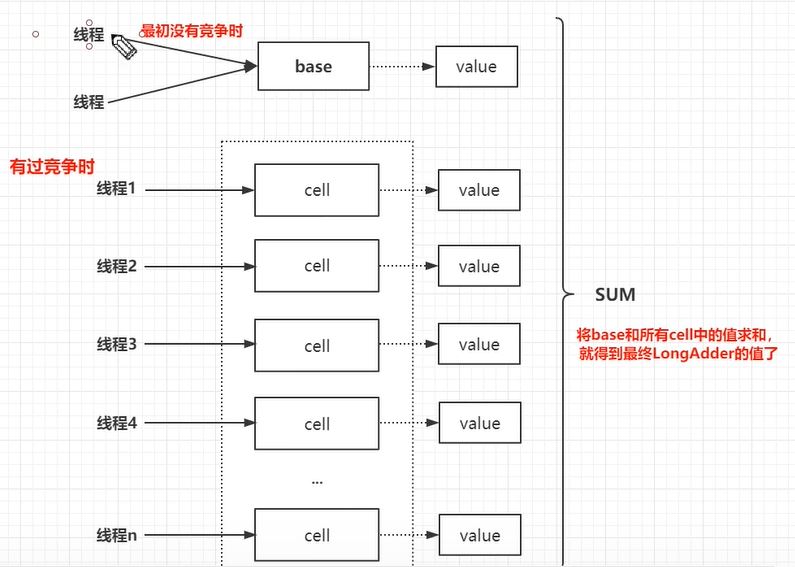 线程
最初没有竞争时
base
value
线程
有过竞争时
线程1
cell
value
线程2
cell
value
SUM
将base和所有cell中的值求和，
就得到最终LongAdder的值了
线程3
cell
value
线程4
cell
value
...
线程n
cell
value